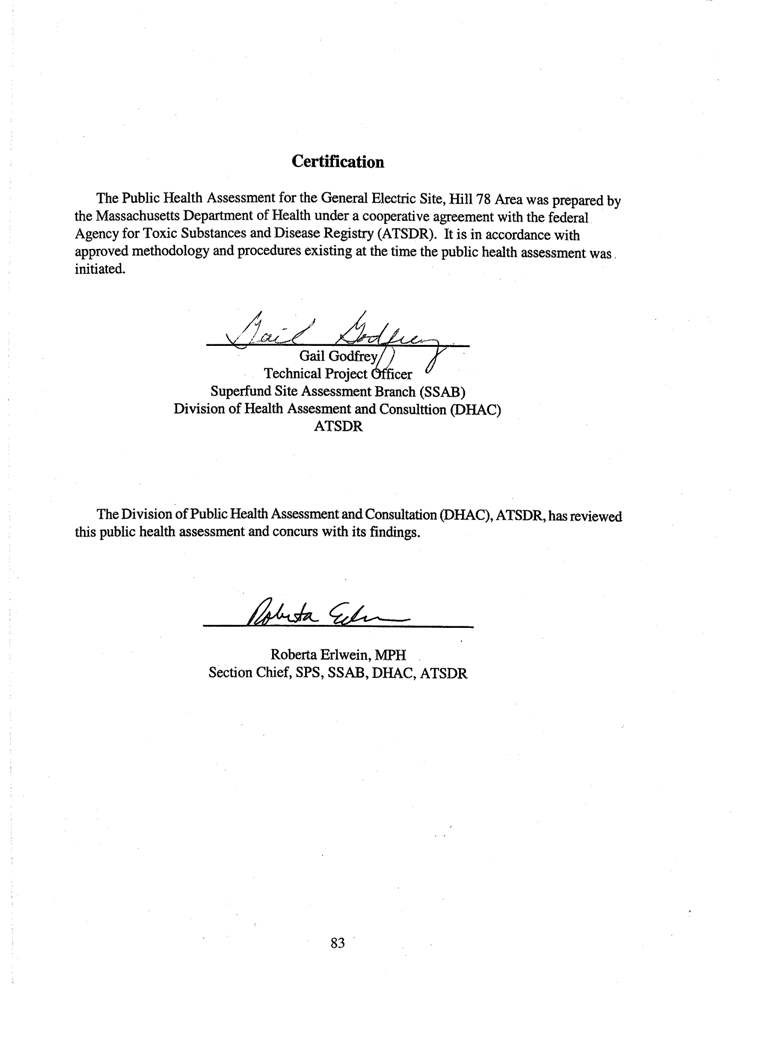 Certification
The Public Health Assessment for the General Electric Site, Hill 78 Area was prepared by
the Massachusetts Department of Health under a cooperative agreement with the federal
Agency for Toxic Substances and Disease Registry (ATSDR). It is in accordance with
approved methodology and procedures existing at the time the public health assessment was
initiated.
Gail Godfrey
Gail Godfrey
Technical Project Officer
Superfund Site Assessment Branch (SSAB)
Division of Health Assesment and Consulttion (DHAC)
ATSDR
The Division of Public Health Assessment and Consultation (DHAC), ATSDR, has reviewed
this public health assessment and concurs with its findings.
Roberta
Roberta Erlwein, MPH
Section Chief, SPS, SSAB, DHAC, ATSDR
83